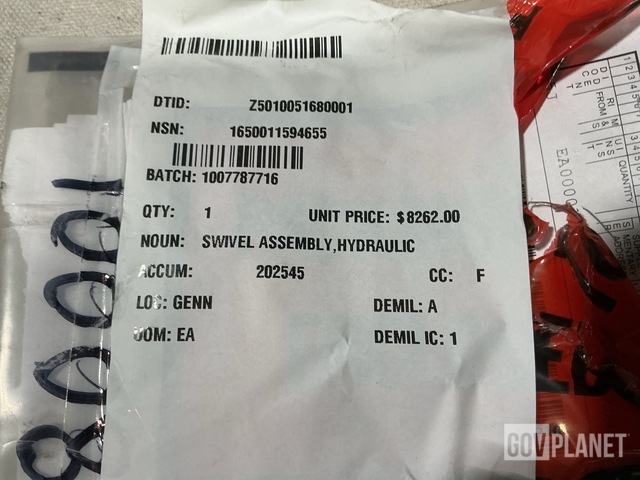 DTID: Z5010051680001
NSN: 1650011594655
BATCH: 1007787716
QTY: 1 UNIT PRICE: $8262.00
NOUN: SWIVEL ASSEMBLY,HYDRAULIC
ACCUM: 202545 CC: F
LOC: GENN DEMIL: A
UOM: EA DEMIL IC: 1
QUANTITY
GOVPLANET